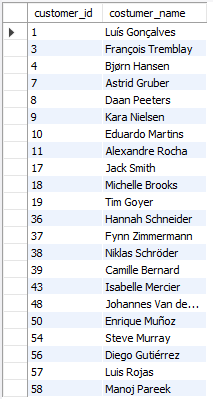 customer_id costumer_name
1 Luís Gonçalves
3 François Tremblay
4 Bjørn Hansen
7 Astrid Gruber
8 Daan Peeters
9 Kara Nielsen
10 Eduardo Martins
11 Alexandre Rocha
17 Jack Smith
18 Michelle Brooks
19 Tim Goyer
36 Hannah Schneider
37 Fynn Zimmermann
38 Niklas Schröder
39 Camille Bernard
43 Isabelle Mercier
48 Johannes Van de...
50 Enrique Muñoz
54 Steve Murray
56 Diego Gutiérrez
57 Luis Rojas
58 Manoj Pareek